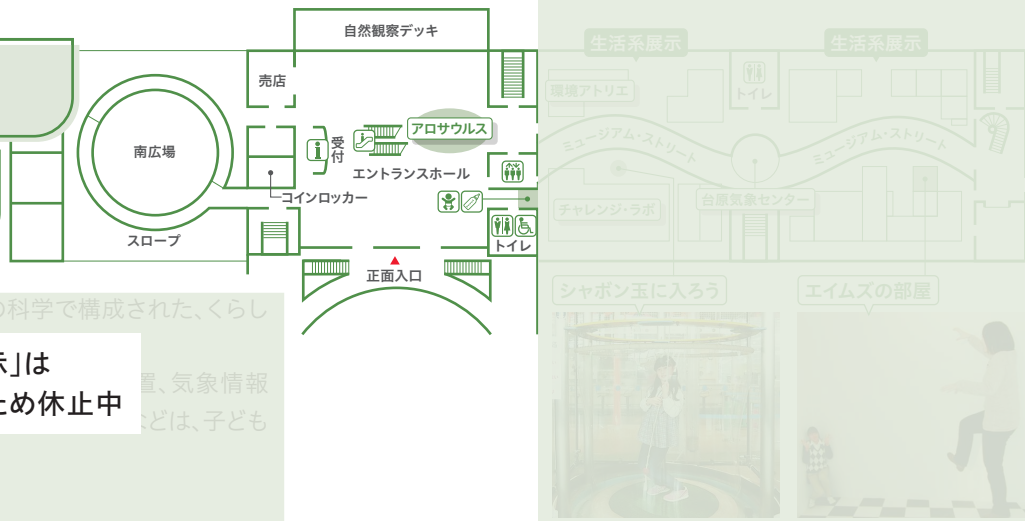 自然観察デッキ
生活系展示
生活系展示
売店
環境アトリエ
トイレ
アロサウルス
ミュージアム・ストリート
ミュージアム・ストリート
南広場
受付
エントランスホール
コインロッカー
チャレンジ・ラボ
台原気象センター
スロープ
トイレ
正面入口
シャボン玉に入ろう
エイムズの部屋
の科学で構成された、くらし
」は
置、気象情報
ため休止中
などは、子ども